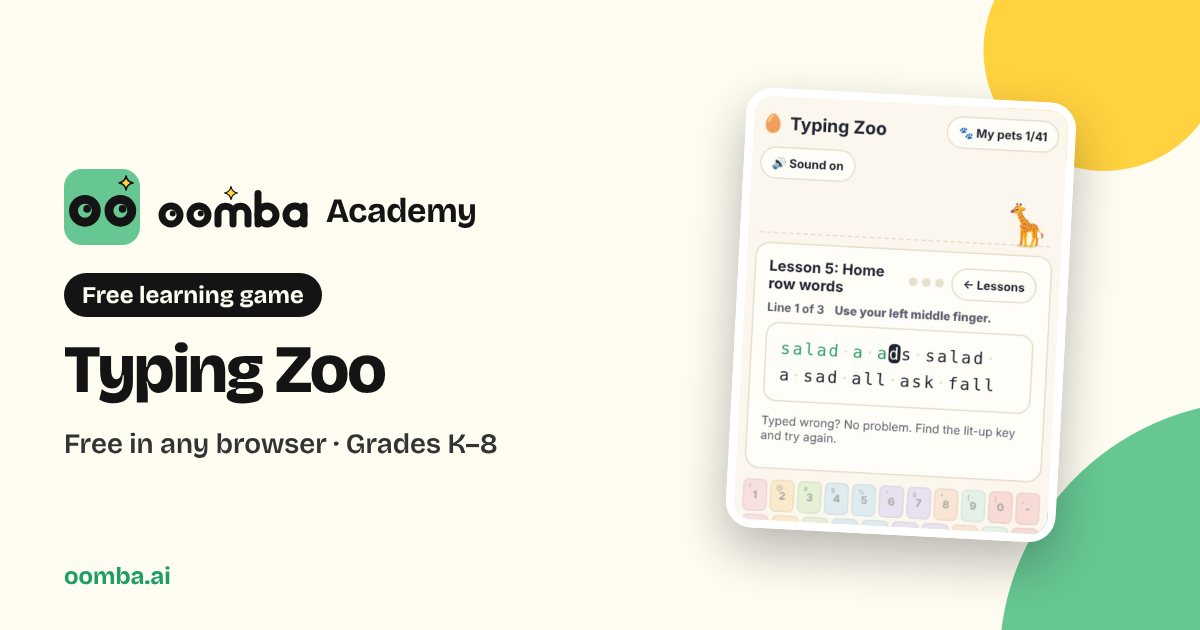 oomba Academy
Free learning game
Typing Zoo
Free in any browser · Grades K–8
oomba.ai
Typing Zoo
My pets 1/41
Sound on
Lesson 5: Home
row words
← Lessons
Line 1 of 3 Use your left middle finger.
salad·a·ads·salad·
a·sad·all·ask·fall
Typed wrong? No problem. Find the lit-up key
and try again.
1 2 3 4 5 6 7 8 9 0 -